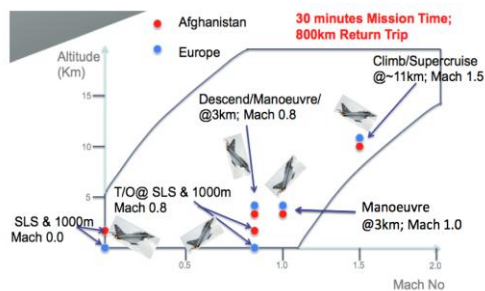 Afghanistan
Europe
30 minutes Mission Time;
800km Return Trip
Altitude
(Km)
Climb/Supercruise
@~11km; Mach 1.5
Descend/Manoeuvre/
@3km; Mach 0.8
15
10
T/O@ SLS & 1000m
Mach 0.8
5
SLS & 1000m
Mach 0.0
Manoeuvre
@3km; Mach 1.0
0.5
1.0
1.5
2.0
Mach No